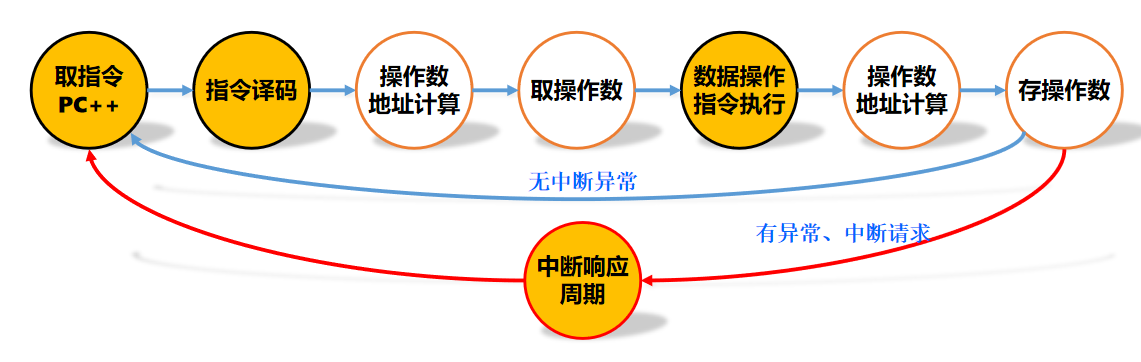 取指令
PC++
指令译码
操作数
地址计算
取操作数
数据操作
指令执行
操作数
地址计算
存操作数
无中断异常
有异常、中断请求
中断响应
周期